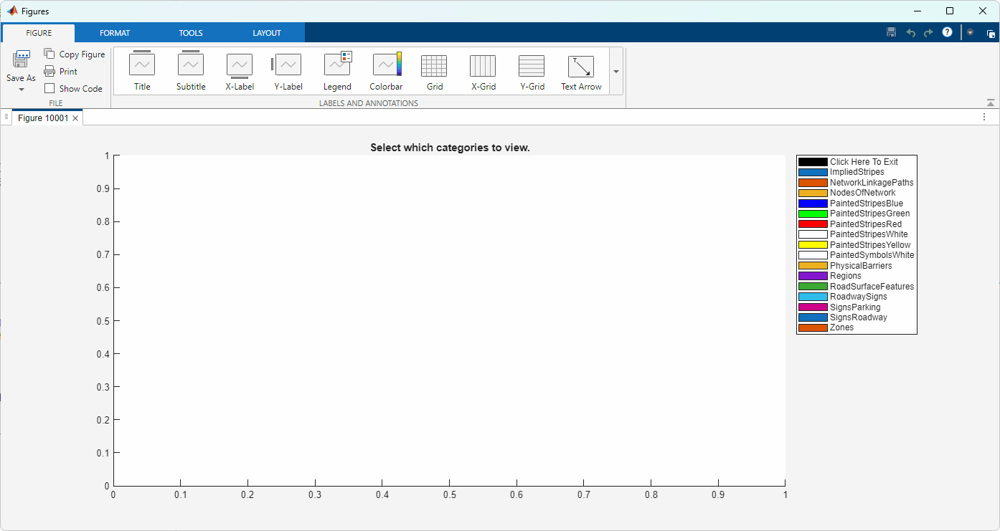 Figures
FIGURE FORMAT TOOLS LAYOUT
Save As
Copy Figure
Print
Show Code
FILE
Title Subtitle X-Label Y-Label Legend Colorbar Grid X-Grid Y-Grid Text Arrow
LABELS AND ANNOTATIONS
Figure 10001
Select which categories to view.
1
0.9
0.8
0.7
0.6
0.5
0.4
0.3
0.2
0.1
0
0 0.1 0.2 0.3 0.4 0.5 0.6 0.7 0.8 0.9 1
Click Here To Exit
ImpliedStripes
NetworkLinkagePaths
NodesOfNetwork
PaintedStripesBlue
PaintedStripesGreen
PaintedStripesRed
PaintedStripesWhite
PaintedStripesYellow
PaintedSymbolsWhite
PhysicalBarriers
Regions
RoadSurfaceFeatures
RoadwaySigns
SignsParking
SignsRoadway
Zones